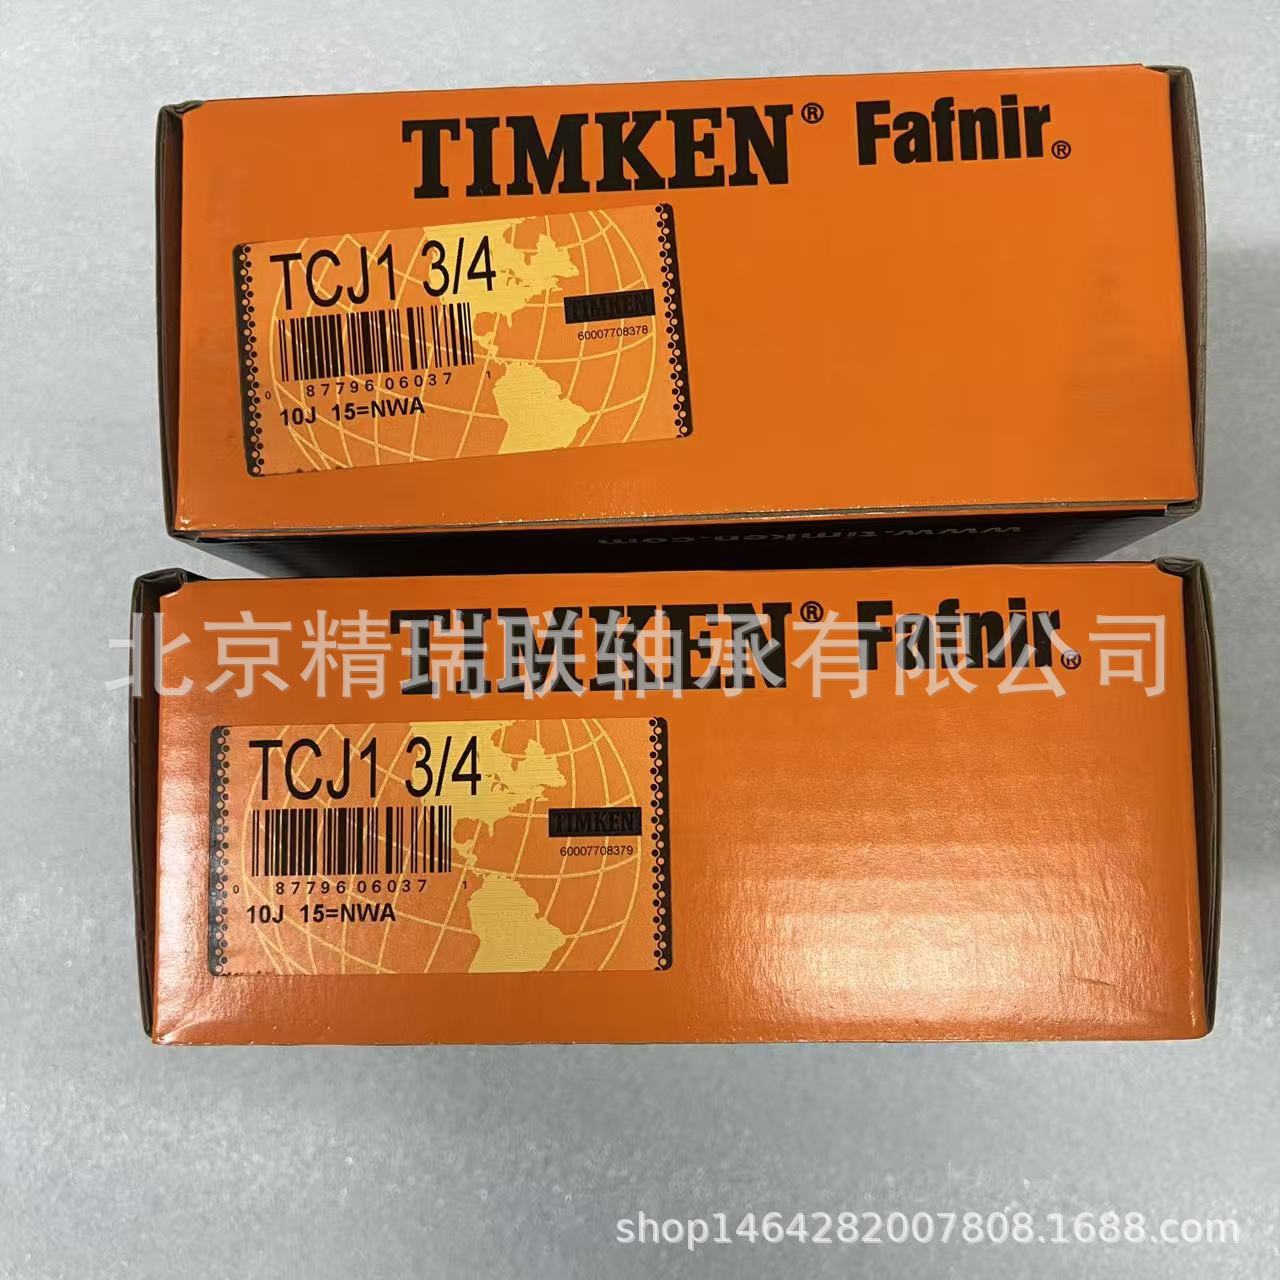 TIMKEN® Fafnir®
TCJ1 3/4
TIMKEN
60007708378
0 87796 06037 1
10J 15=NWA
www.timken.com
TIMKEN® Fafnir®
北京精瑞联轴承有限公司
TCJ1 3/4
TIMKEN
60007708379
0 87796 06037 1
10J 15=NWA
shop1464282007808.1688.com